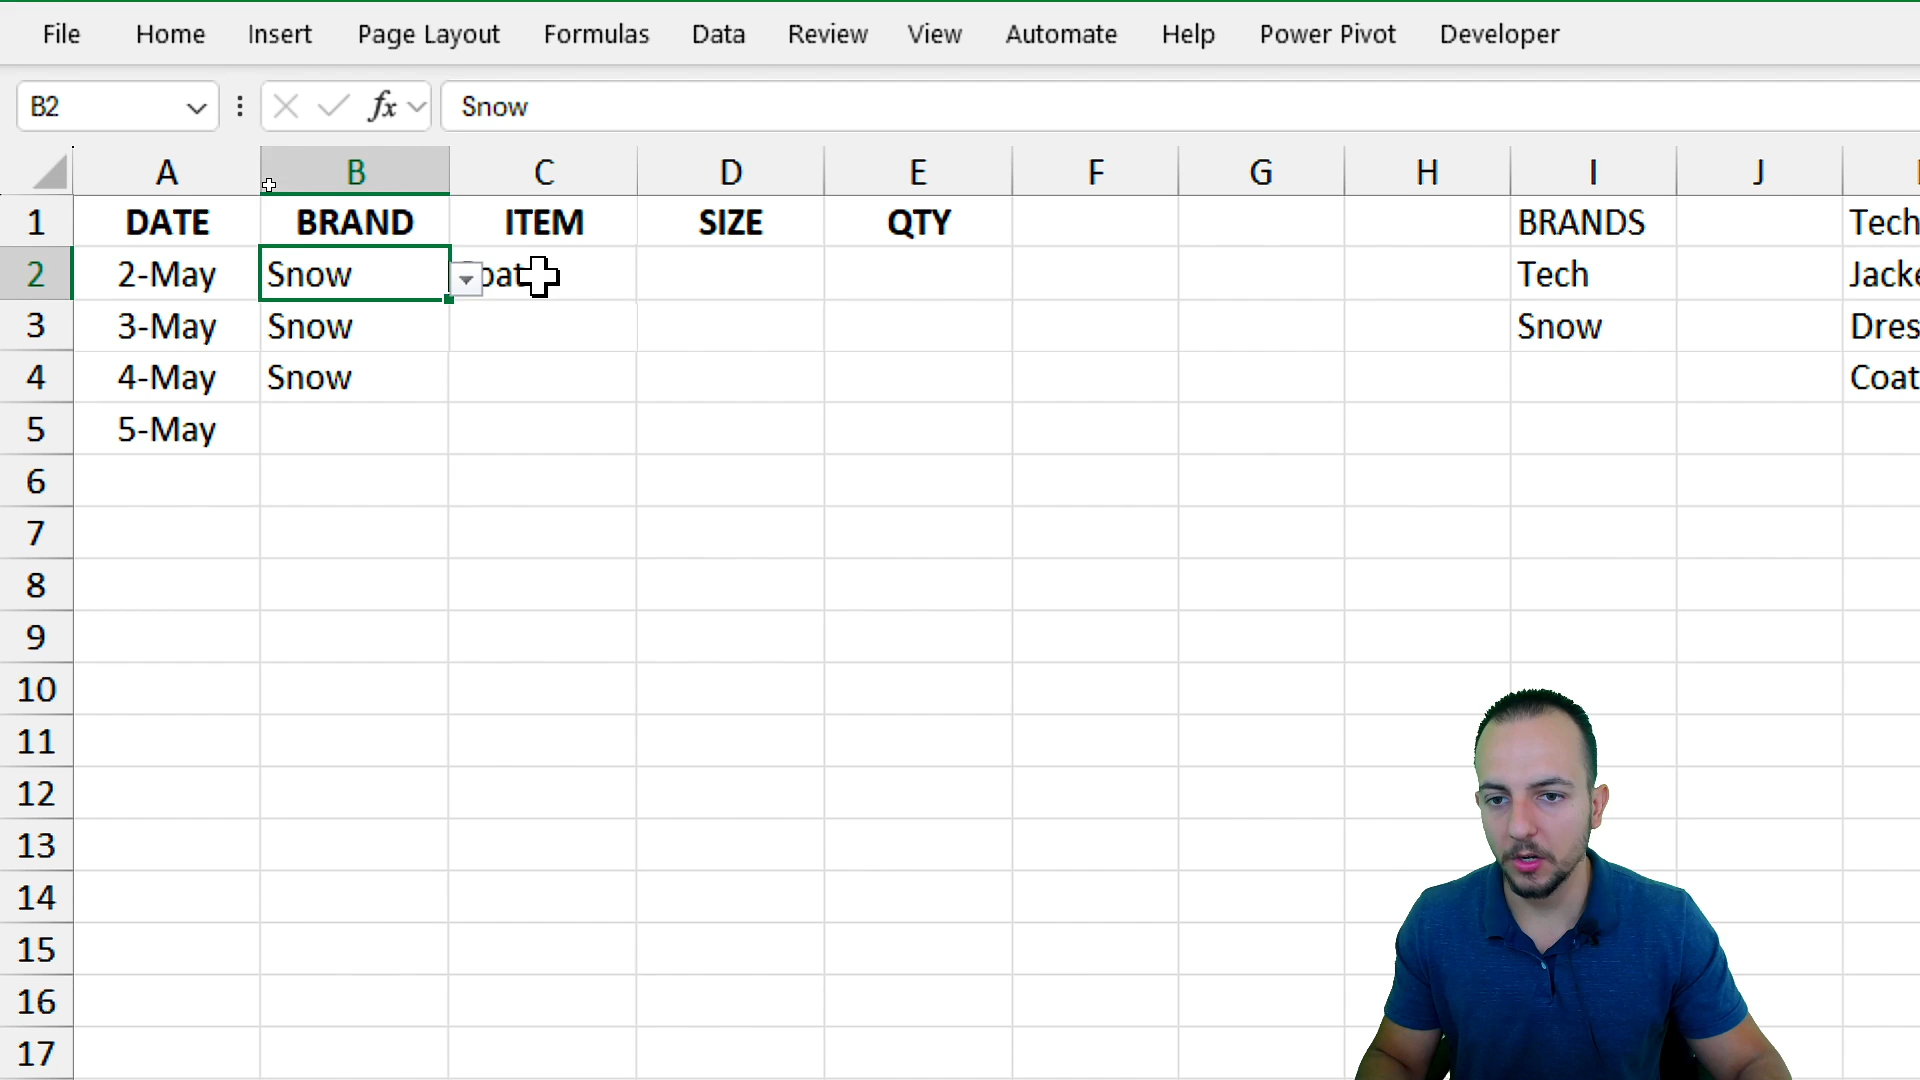 File Home Insert Page Layout Formulas Data Review View Automate Help Power Pivot Developer
B2 fx Snow
A B C D E F G H I J
1 DATE BRAND ITEM SIZE QTY BRANDS Tech
2 2-May Snow oat Tech Jacke
3 3-May Snow Snow Dres
4 4-May Snow Coat
5 5-May
6
7
8
9
10
11
12
13
14
15
16
17